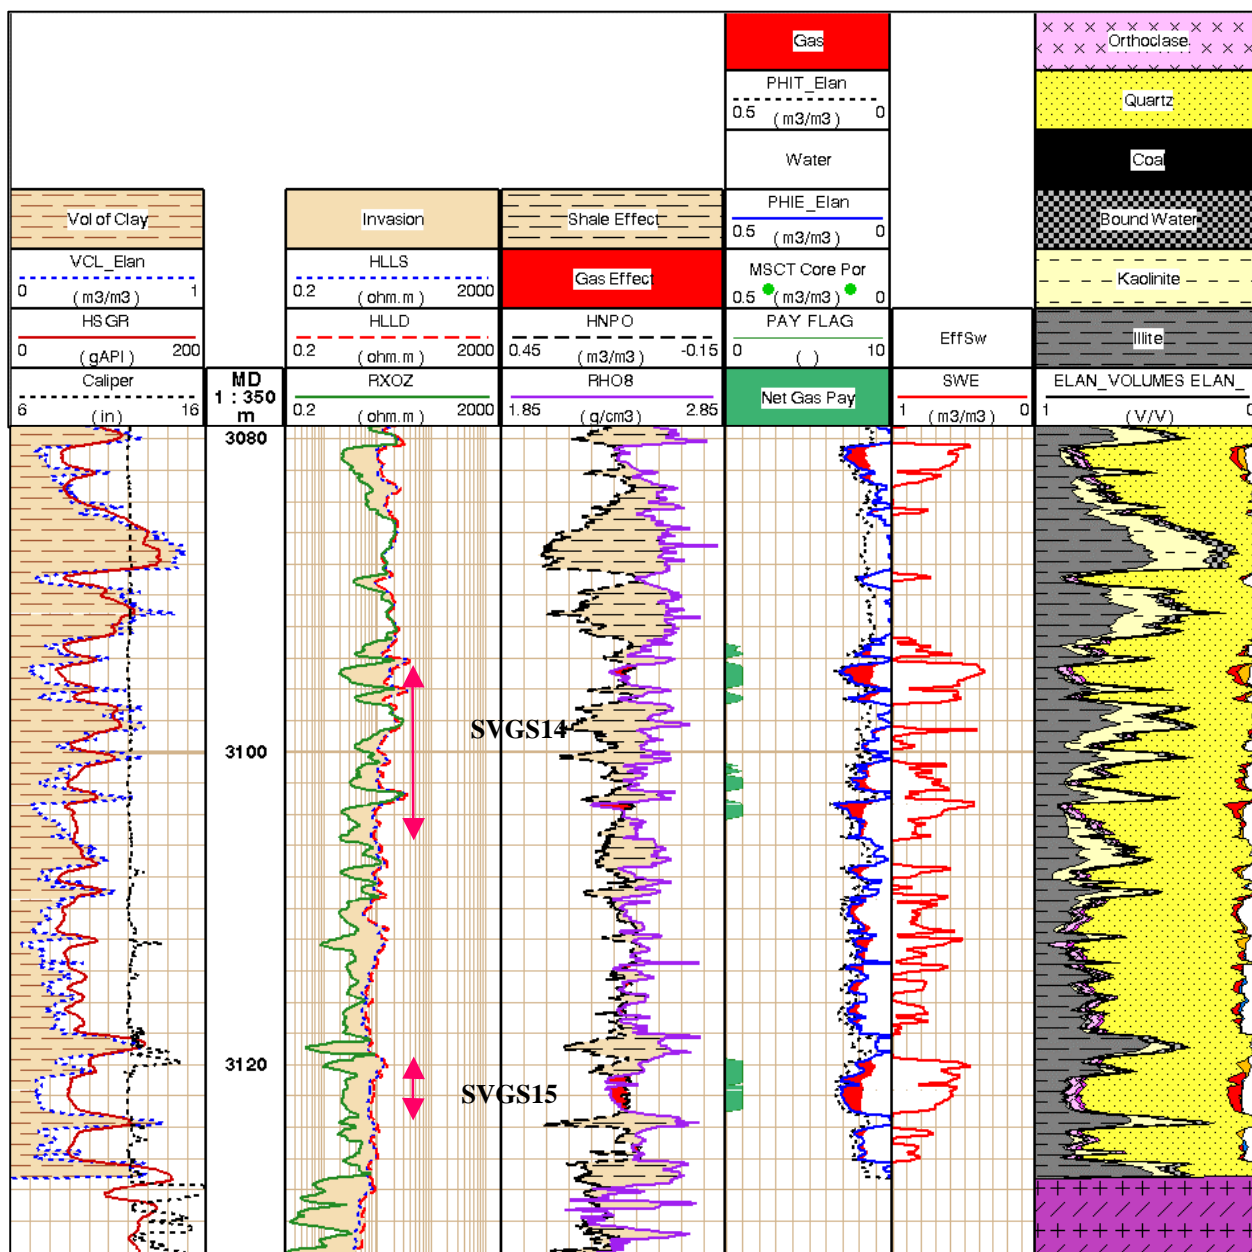 Gas
Orthoclase
PHIT_Elan
0.5 (m3/m3) 0
Quartz
Water
Coal
Vol of Clay
Invasion
Shale Effect
PHIE_Elan
0.5 (m3/m3) 0
Bound Water
VCL_Elan
0 (m3/m3) 1
HLLS
0.2 (ohm.m) 2000
Gas Effect
MSCT Core Por
0.5 (m3/m3) 0
Kaolinite
HSGR
0 (gAPI) 200
HLLD
0.2 (ohm.m) 2000
HNPO
0.45 (m3/m3) -0.15
PAY FLAG
0 ( ) 10
EffSw
Illite
Caliper
6 (in) 16
MD
1 : 350
m
RXOZ
0.2 (ohm.m) 2000
RHO8
1.85 (g/cm3) 2.85
Net Gas Pay
SWE
1 (m3/m3) 0
ELAN_VOLUMES ELAN_
1 (V/V) 0
3080
SVGS14
3100
3120
SVGS15